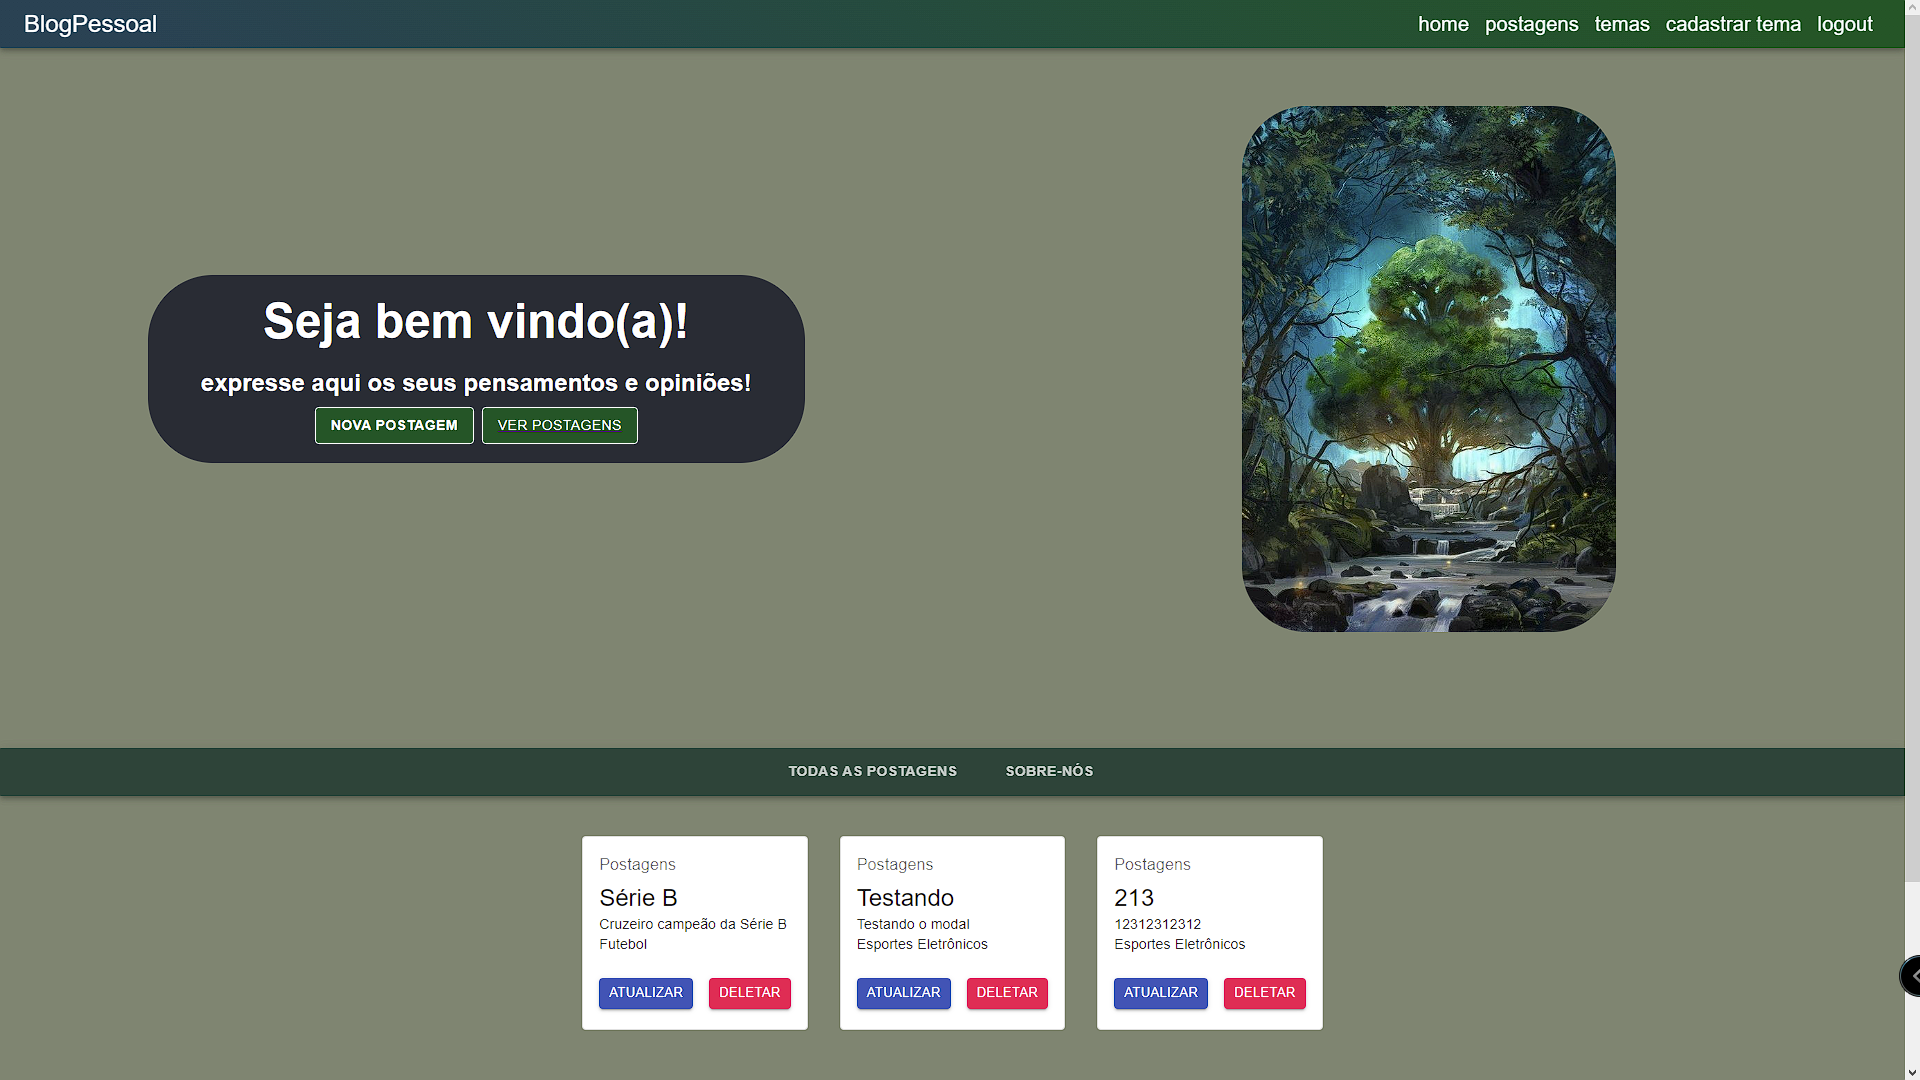 BlogPessoal
home postagens temas cadastrar tema logout
Seja bem vindo(a)!
expresse aqui os seus pensamentos e opiniões!
NOVA POSTAGEM VER POSTAGENS
TODAS AS POSTAGENS SOBRE-NÓS
Postagens
Série B
Cruzeiro campeão da Série B
Futebol
ATUALIZAR DELETAR
Postagens
Testando
Testando o modal
Esportes Eletrônicos
ATUALIZAR DELETAR
Postagens
213
12312312312
Esportes Eletrônicos
ATUALIZAR DELETAR